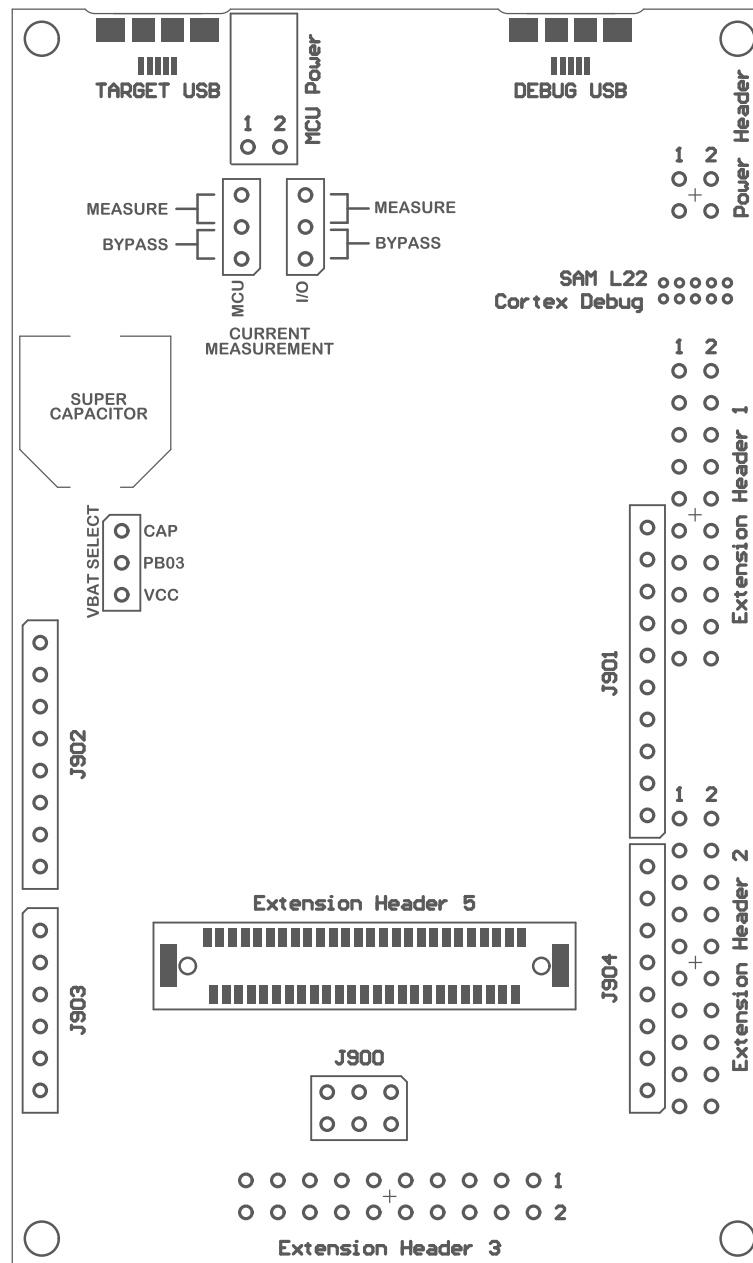 TARGET USB
MCU Power
1 2
DEBUG USB
Power Header
1 2
MEASURE
BYPASS
MEASURE
BYPASS
MCU
I/O
CURRENT
MEASUREMENT
SAM L22
Cortex Debug
1 2
Extension Header 1
SUPER
CAPACITOR
VBAT SELECT
CAP
PB03
VCC
J901
J902
1 2
Extension Header 2
Extension Header 5
J903
J904
J900
1
2
Extension Header 3